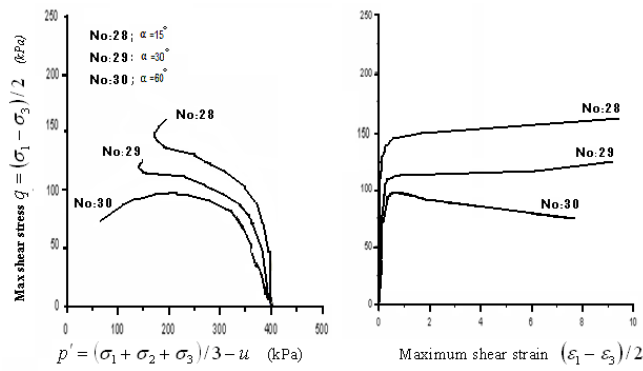 Max shear stress q = (σ₁ − σ₃)/2 (kPa)
250
200
150
100
50
0
No:28 ; α=15°
No:29 : α=30°
No:30 ; α=60°
No:28
No:29
No:30
0 100 200 300 400 500
p′ = (σ₁ + σ₂ + σ₃)/3 − u (kPa)
250
200
150
100
50
0
No:28
No:29
No:30
0 2 4 6 8 10
Maximum shear strain (ε₁ − ε₃)/2